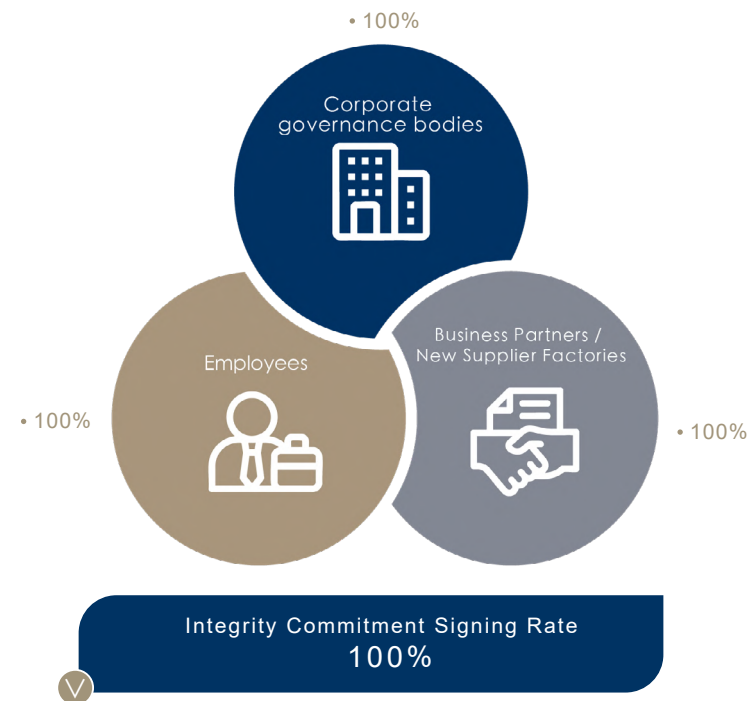 • 100%
Corporate
governance bodies
Employees
Business Partners /
New Supplier Factories
• 100%
• 100%
Integrity Commitment Signing Rate
100%